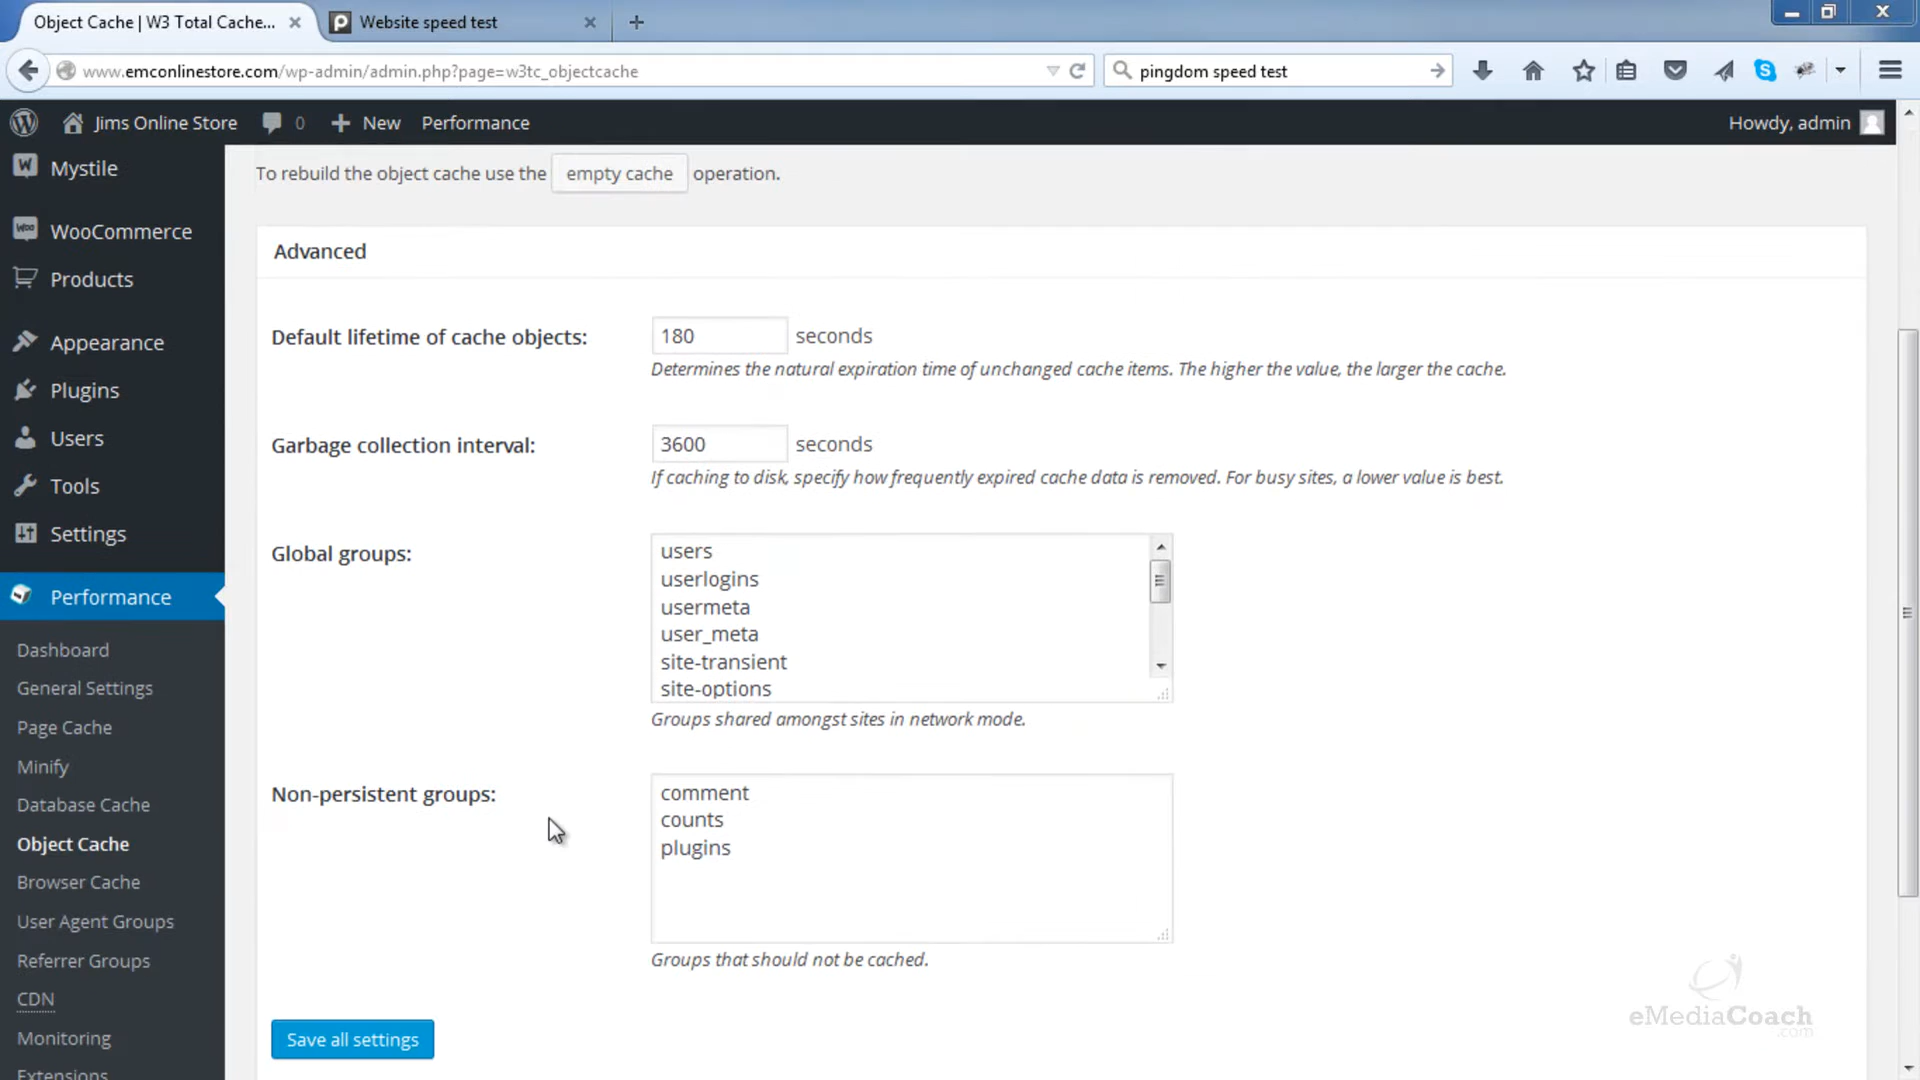 Object Cache | W3 Total Cache...
Website speed test
www.emconlinestore.com/wp-admin/admin.php?page=w3tc_objectcache
pingdom speed test
Jims Online Store
0
New
Performance
Howdy, admin
Mystile
WooCommerce
Products
Appearance
Plugins
Users
Tools
Settings
Performance
Dashboard
General Settings
Page Cache
Minify
Database Cache
Object Cache
Browser Cache
User Agent Groups
Referrer Groups
CDN
Monitoring
Extensions
To rebuild the object cache use the empty cache operation.
Advanced
Default lifetime of cache objects: 180 seconds
Determines the natural expiration time of unchanged cache items. The higher the value, the larger the cache.
Garbage collection interval: 3600 seconds
If caching to disk, specify how frequently expired cache data is removed. For busy sites, a lower value is best.
Global groups:
users
userlogins
usermeta
user_meta
site-transient
site-options
Groups shared amongst sites in network mode.
Non-persistent groups:
comment
counts
plugins
Groups that should not be cached.
Save all settings
eMediaCoach
.com